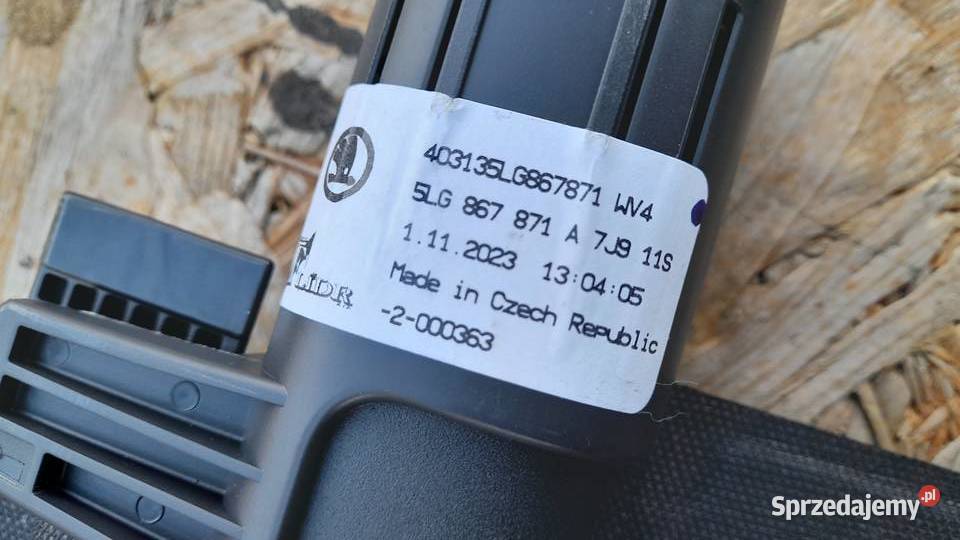 403135LG867871 WV4
5LG 867 871 A 7J9 11S
1.11.2023 13:04:05
Made in Czech Republic
-2-000363
LIDR
Sprzedajemy.pl